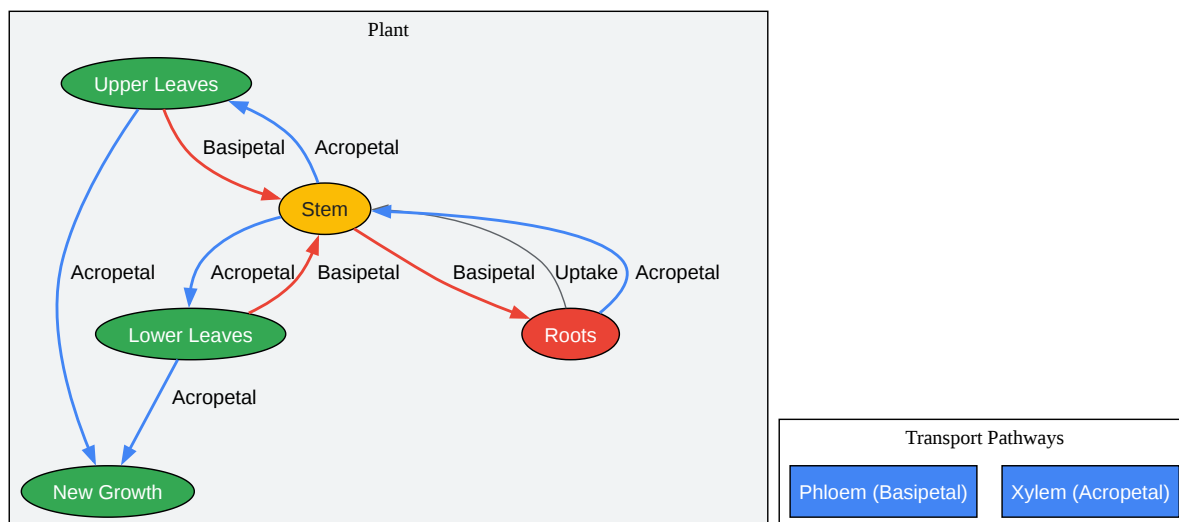 Plant
Upper Leaves
Basipetal
Acropetal
Stem
Acropetal
Acropetal
Basipetal
Basipetal
Uptake
Acropetal
Lower Leaves
Roots
Acropetal
Transport Pathways
New Growth
Phloem (Basipetal)
Xylem (Acropetal)